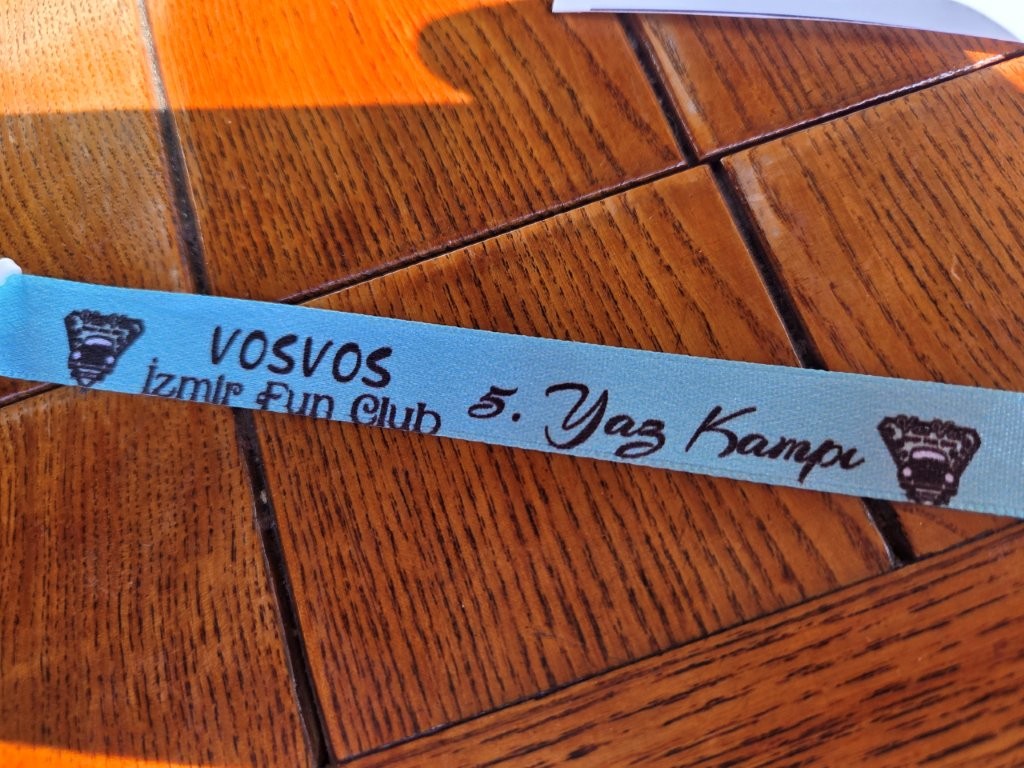 VOSVOS
İzmir Fun Club
5. Yaz Kampı